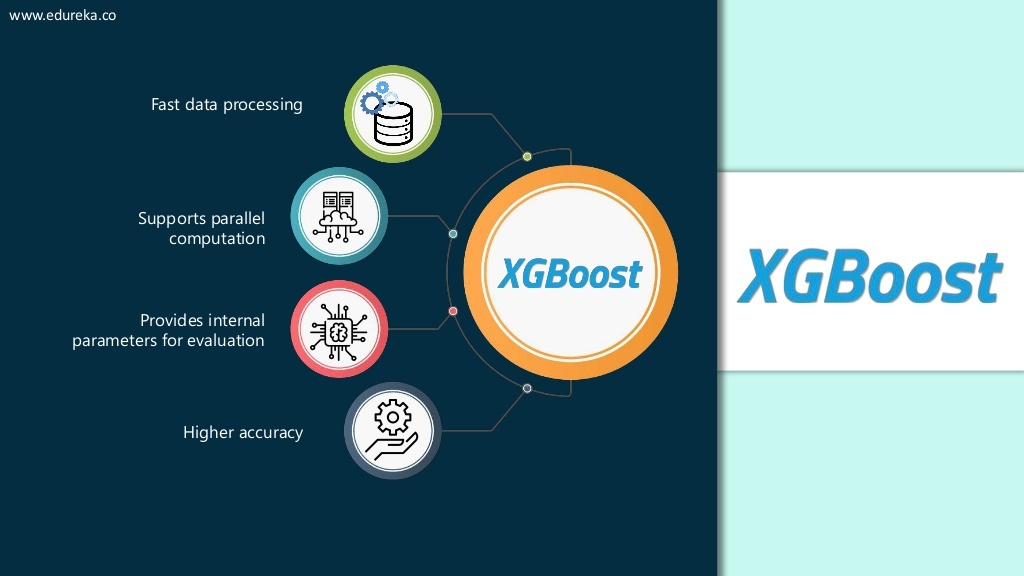 www.edureka.co
Fast data processing
Supports parallel
computation
Provides internal
parameters for evaluation
Higher accuracy
XGBoost
XGBoost